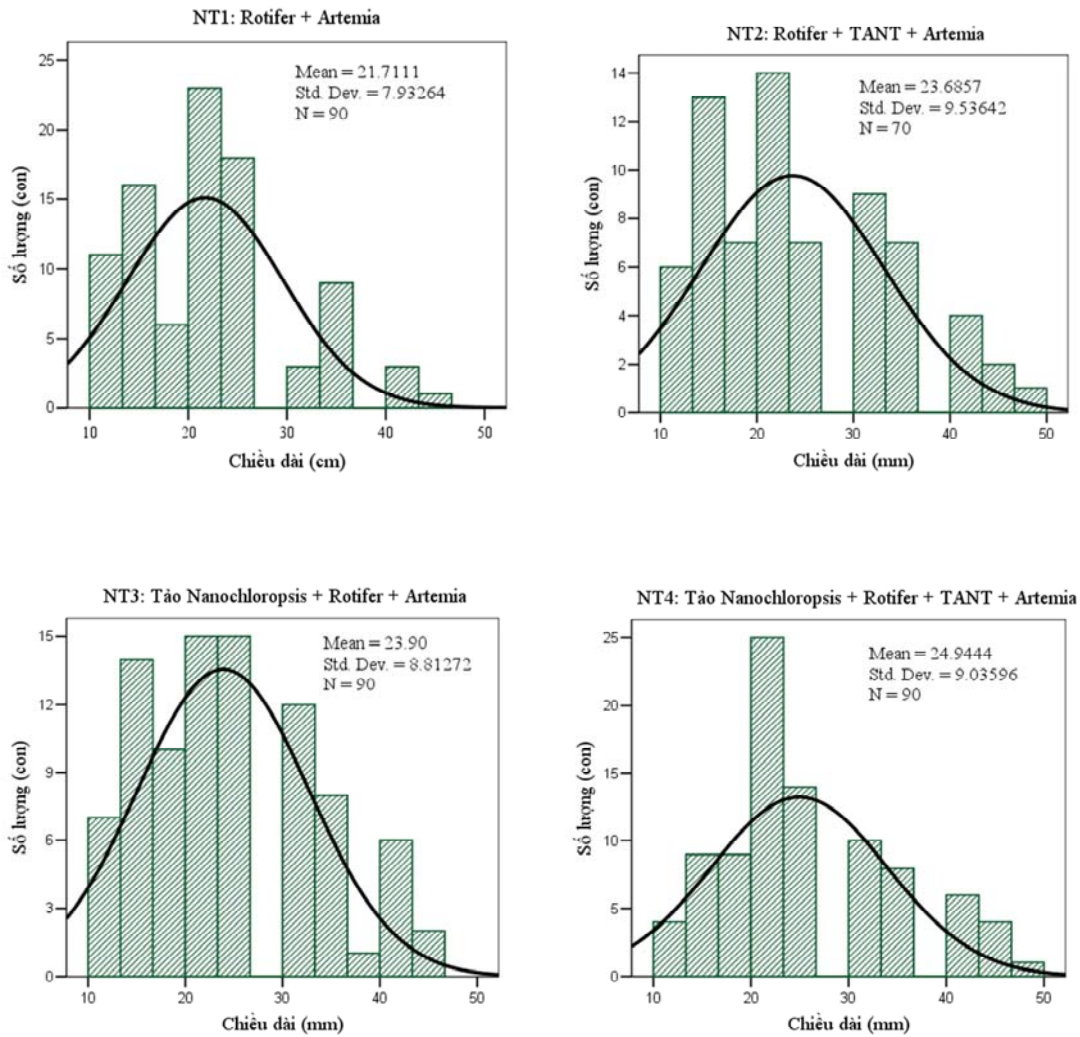 NT1: Rotifer + Artemia
Mean = 21.7111
Std. Dev. = 7.93264
N = 90
25
20
15
10
5
0
Số lượng (con)
10 20 30 40 50
Chiều dài (cm)
NT2: Rotifer + TANT + Artemia
Mean = 23.6857
Std. Dev. = 9.53642
N = 70
14
12
10
8
6
4
2
0
Số lượng (con)
10 20 30 40 50
Chiều dài (mm)
NT3: Tảo Nanochloropsis + Rotifer + Artemia
Mean = 23.90
Std. Dev. = 8.81272
N = 90
15
12
9
6
3
0
Số lượng (con)
10 20 30 40 50
Chiều dài (mm)
NT4: Tảo Nanochloropsis + Rotifer + TANT + Artemia
Mean = 24.9444
Std. Dev. = 9.03596
N = 90
25
20
15
10
5
0
Số lượng (con)
10 20 30 40 50
Chiều dài (mm)